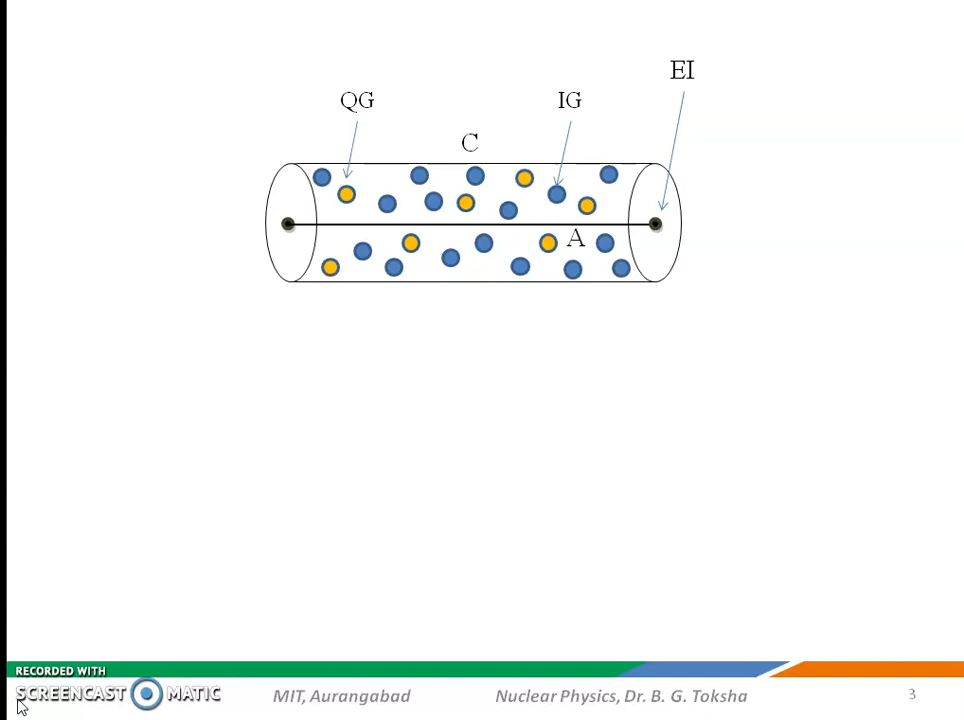 EI
QG
IG
C
A
RECORDED WITH
SCREENCAST MATIC
MIT, Aurangabad
Nuclear Physics, Dr. B. G. Toksha
3